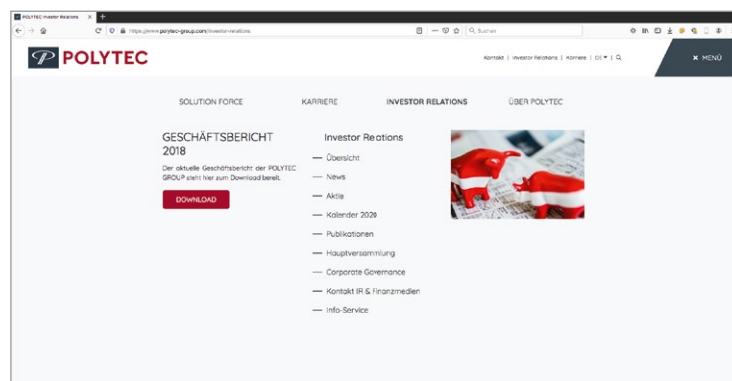 POLYTEC Investor Relations
https://www.polytec-group.com/investor-relations
Suchen
POLYTEC
Kontakt | Investor Relations | Karriere | DE
MENÜ
SOLUTION FORCE KARRIERE INVESTOR RELATIONS ÜBER POLYTEC
GESCHÄFTSBERICHT
2018
Der aktuelle Geschäftsbericht der POLYTEC
GROUP steht hier zum Download bereit.
DOWNLOAD
Investor Relations
— Übersicht
— News
— Aktie
— Kalender 2020
— Publikationen
— Hauptversammlung
— Corporate Governance
— Kontakt IR & Finanzmedien
— Info-Service